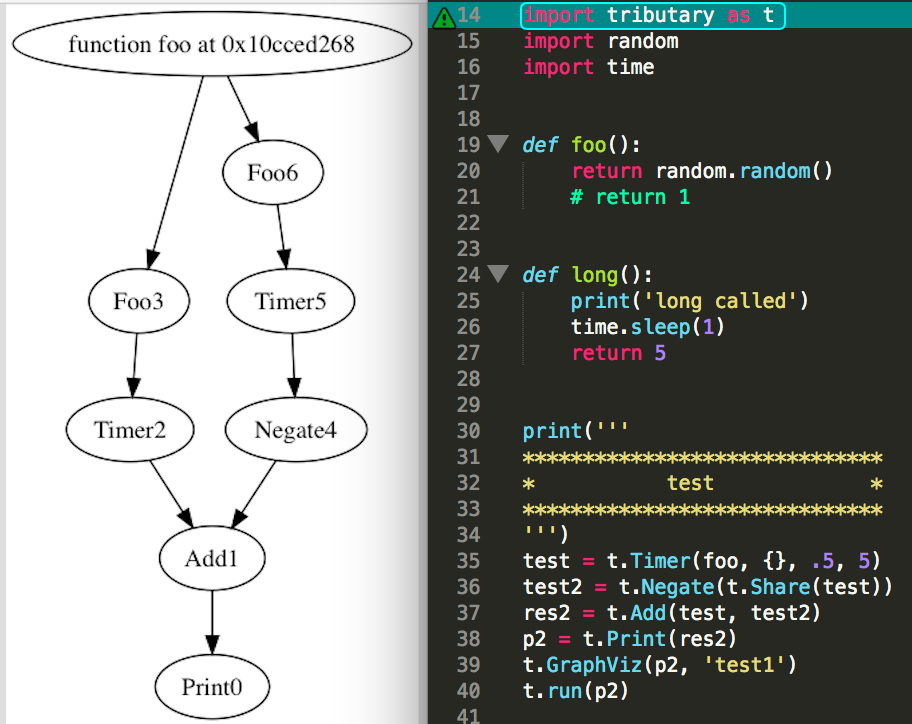 function foo at 0x10cced268
Foo6
Foo3
Timer5
Timer2
Negate4
Add1
Print0
14 import tributary as t
15 import random
16 import time
17
18
19 def foo():
20     return random.random()
21     # return 1
22
23
24 def long():
25     print('long called')
26     time.sleep(1)
27     return 5
28
29
30 print('''
31 ******************************
32 *           test             *
33 ******************************
34 ''')
35 test = t.Timer(foo, {}, .5, 5)
36 test2 = t.Negate(t.Share(test))
37 res2 = t.Add(test, test2)
38 p2 = t.Print(res2)
39 t.GraphViz(p2, 'test1')
40 t.run(p2)
41